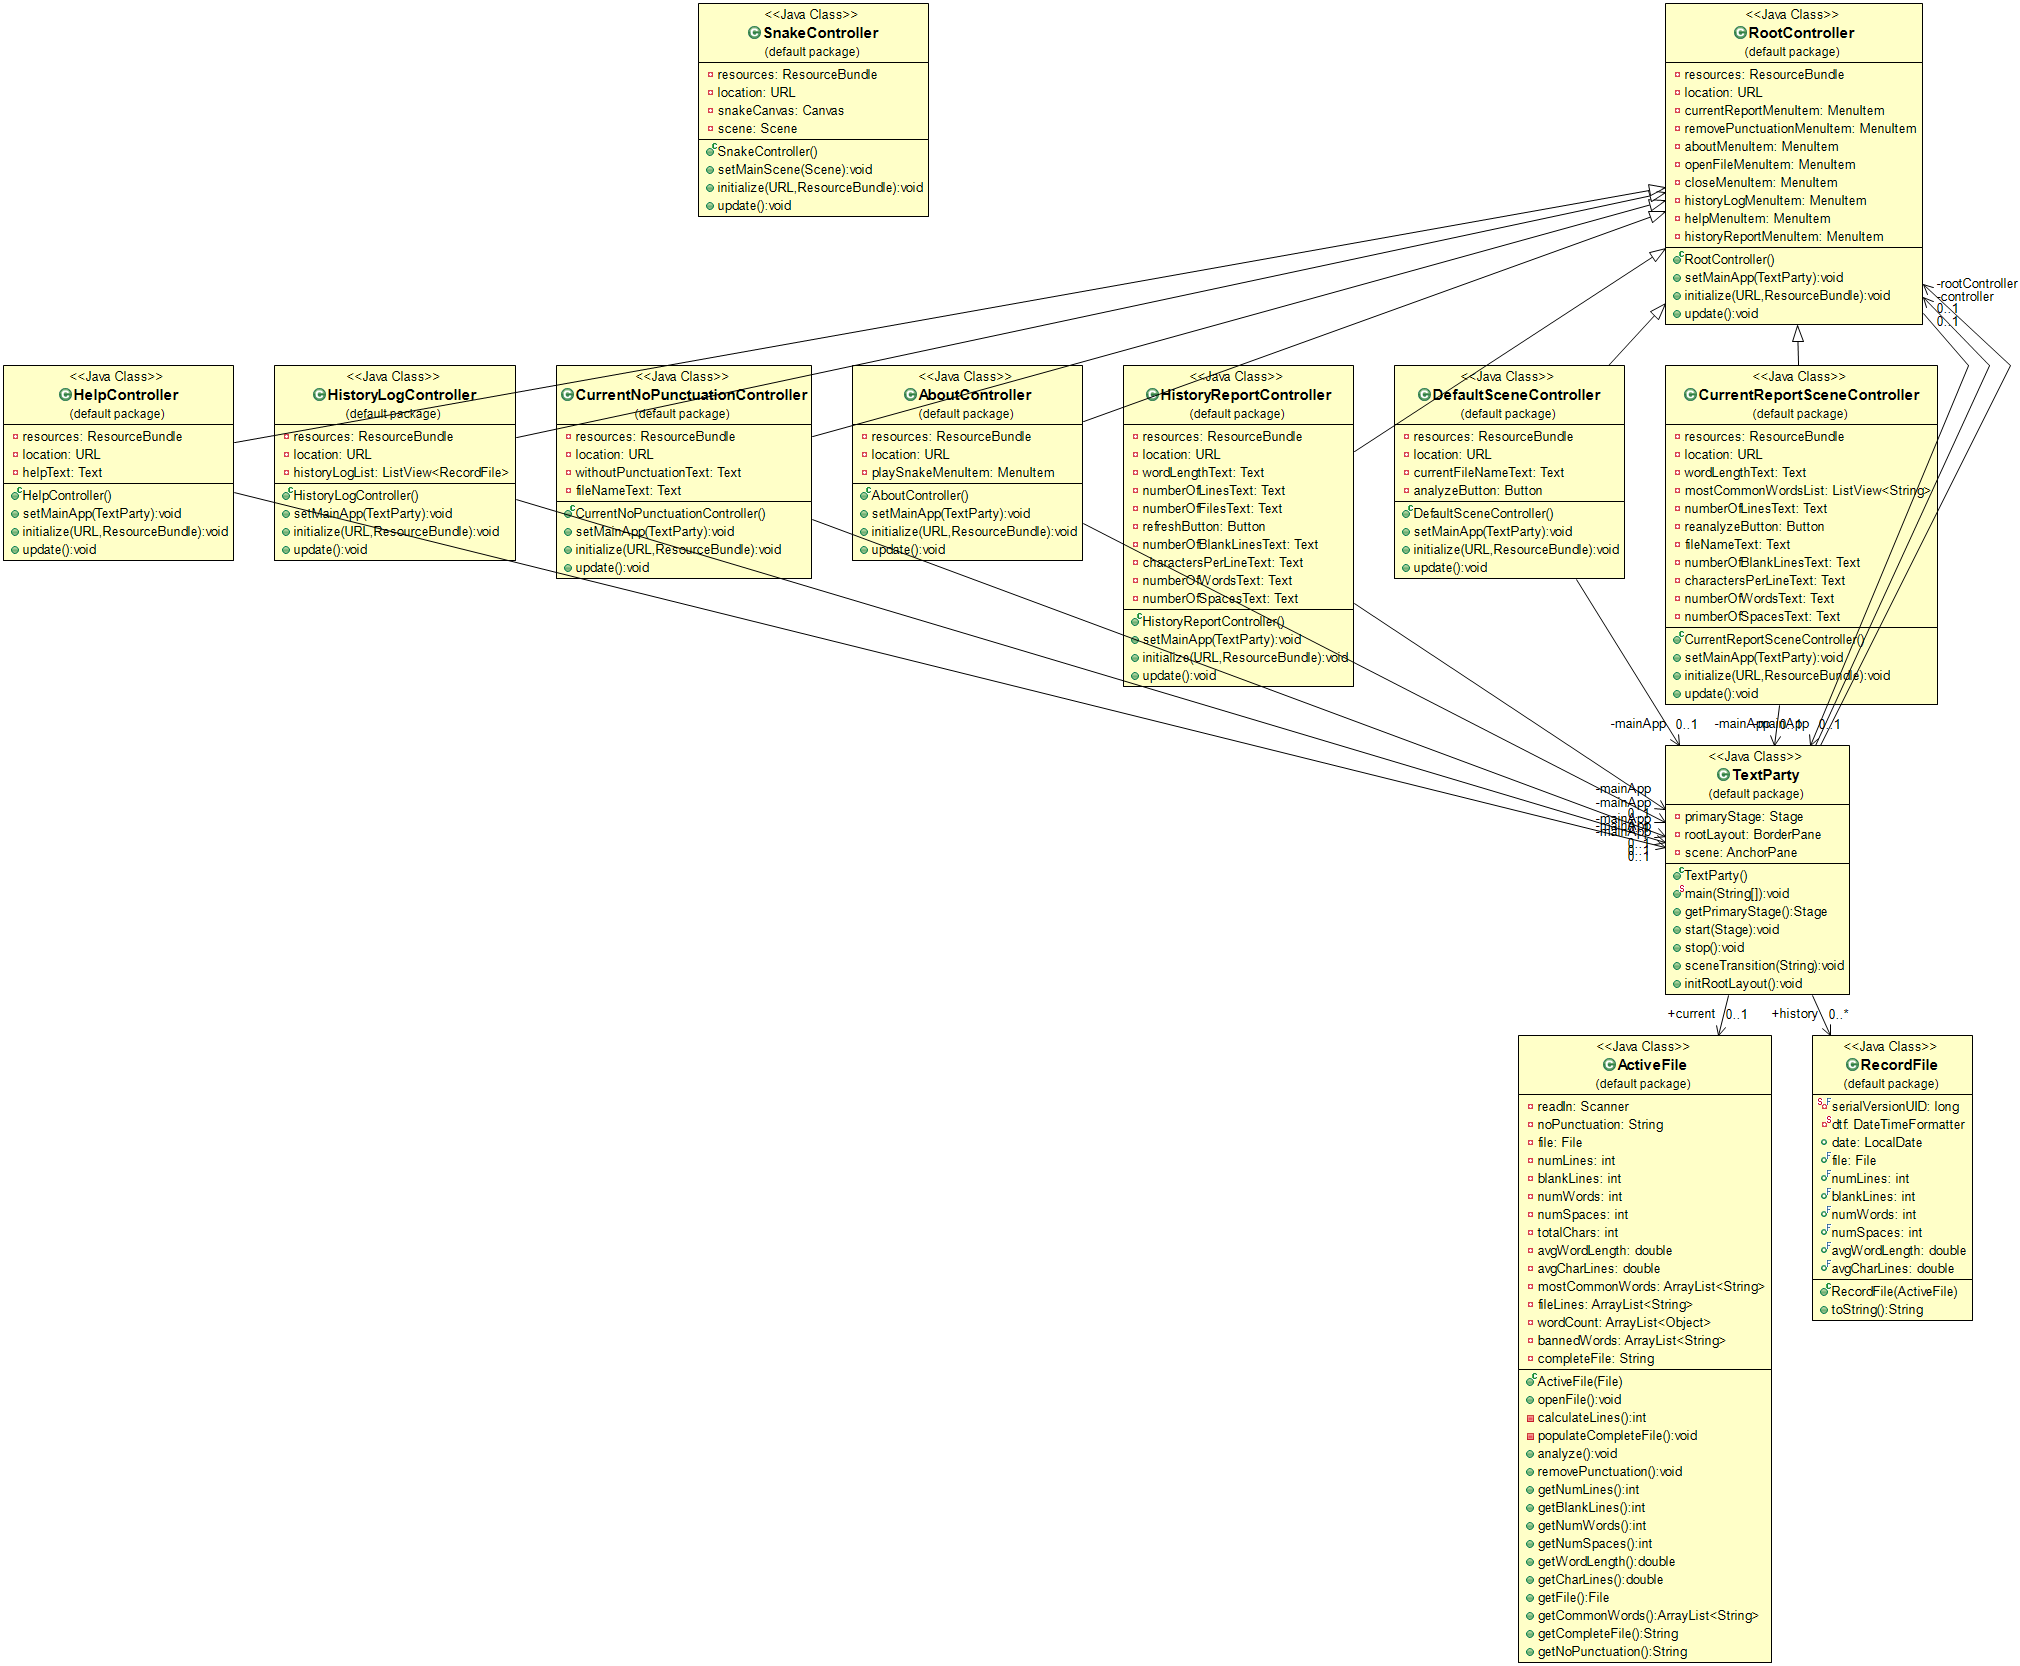 <<Java Class>>
SnakeController
(default package)
resources: ResourceBundle
location: URL
snakeCanvas: Canvas
scene: Scene
SnakeController()
setMainScene(Scene):void
initialize(URL,ResourceBundle):void
update():void
<<Java Class>>
RootController
(default package)
resources: ResourceBundle
location: URL
currentReportMenuItem: MenuItem
removePunctuationMenuItem: MenuItem
aboutMenuItem: MenuItem
openFileMenuItem: MenuItem
closeMenuItem: MenuItem
historyLogMenuItem: MenuItem
helpMenuItem: MenuItem
historyReportMenuItem: MenuItem
RootController()
setMainApp(TextParty):void
initialize(URL,ResourceBundle):void
update():void
-rootController
-controller
0..1
0..1
<<Java Class>>
HelpController
(default package)
resources: ResourceBundle
location: URL
helpText: Text
HelpController()
setMainApp(TextParty):void
initialize(URL,ResourceBundle):void
update():void
<<Java Class>>
HistoryLogController
(default package)
resources: ResourceBundle
location: URL
historyLogList: ListView<RecordFile>
HistoryLogController()
setMainApp(TextParty):void
initialize(URL,ResourceBundle):void
update():void
<<Java Class>>
CurrentNoPunctuationController
(default package)
resources: ResourceBundle
location: URL
withoutPunctuationText: Text
fileNameText: Text
CurrentNoPunctuationController()
setMainApp(TextParty):void
initialize(URL,ResourceBundle):void
update():void
<<Java Class>>
AboutController
(default package)
resources: ResourceBundle
location: URL
playSnakeMenuItem: MenuItem
AboutController()
setMainApp(TextParty):void
initialize(URL,ResourceBundle):void
update():void
<<Java Class>>
HistoryReportController
(default package)
resources: ResourceBundle
location: URL
wordLengthText: Text
numberOfLinesText: Text
numberOfFilesText: Text
refreshButton: Button
numberOfBlankLinesText: Text
charactersPerLineText: Text
numberOfWordsText: Text
numberOfSpacesText: Text
HistoryReportController()
setMainApp(TextParty):void
initialize(URL,ResourceBundle):void
update():void
<<Java Class>>
DefaultSceneController
(default package)
resources: ResourceBundle
location: URL
currentFileNameText: Text
analyzeButton: Button
DefaultSceneController()
setMainApp(TextParty):void
initialize(URL,ResourceBundle):void
update():void
<<Java Class>>
CurrentReportSceneController
(default package)
resources: ResourceBundle
location: URL
wordLengthText: Text
mostCommonWordsList: ListView<String>
numberOfLinesText: Text
reanalyzeButton: Button
fileNameText: Text
numberOfBlankLinesText: Text
charactersPerLineText: Text
numberOfWordsText: Text
numberOfSpacesText: Text
CurrentReportSceneController()
setMainApp(TextParty):void
initialize(URL,ResourceBundle):void
update():void
-mainApp 0..1
-mainApp 0..1
-mainApp 0..1
-mainApp
-mainApp
0..1
-mainApp
-mainApp
-mainApp
0..1
0..1
0..1
<<Java Class>>
TextParty
(default package)
primaryStage: Stage
rootLayout: BorderPane
scene: AnchorPane
TextParty()
main(String[]):void
getPrimaryStage():Stage
start(Stage):void
stop():void
sceneTransition(String):void
initRootLayout():void
+current 0..1
+history 0..*
<<Java Class>>
ActiveFile
(default package)
readIn: Scanner
noPunctuation: String
file: File
numLines: int
blankLines: int
numWords: int
numSpaces: int
totalChars: int
avgWordLength: double
avgCharLines: double
mostCommonWords: ArrayList<String>
fileLines: ArrayList<String>
wordCount: ArrayList<Object>
bannedWords: ArrayList<String>
completeFile: String
ActiveFile(File)
openFile():void
calculateLines():int
populateCompleteFile():void
analyze():void
removePunctuation():void
getNumLines():int
getBlankLines():int
getNumWords():int
getNumSpaces():int
getWordLength():double
getCharLines():double
getFile():File
getCommonWords():ArrayList<String>
getCompleteFile():String
getNoPunctuation():String
<<Java Class>>
RecordFile
(default package)
serialVersionUID: long
dtf: DateTimeFormatter
date: LocalDate
file: File
numLines: int
blankLines: int
numWords: int
numSpaces: int
avgWordLength: double
avgCharLines: double
RecordFile(ActiveFile)
toString():String